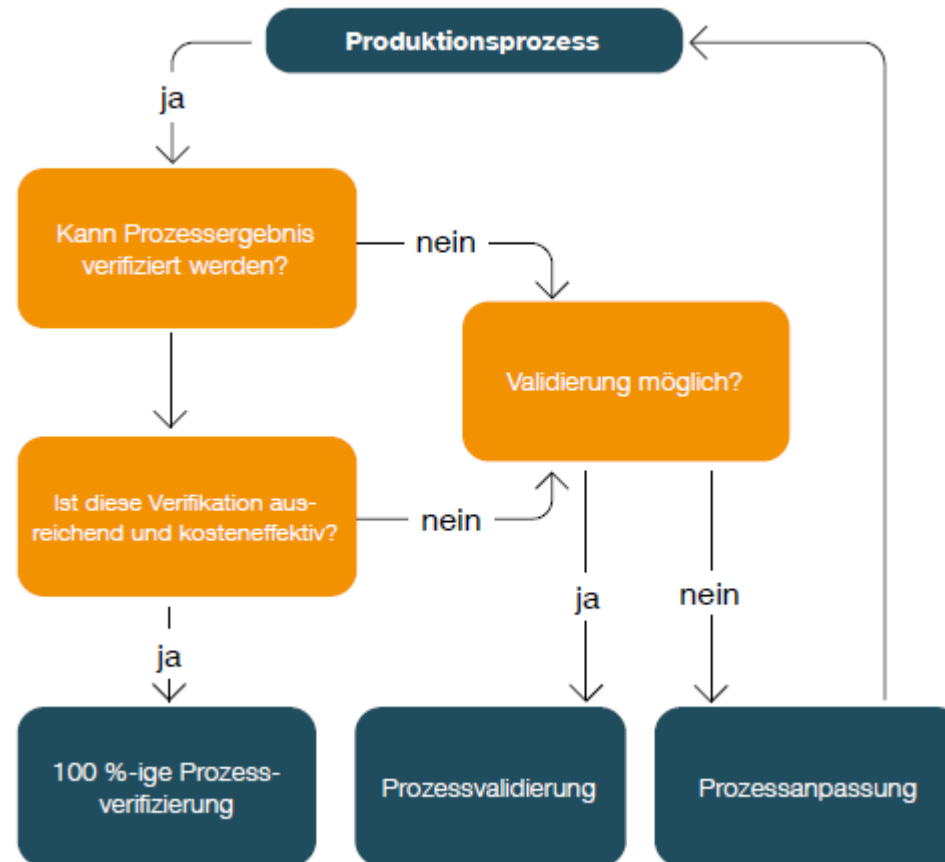 Produktionsprozess
ja
Kann Prozessergebnis
verifiziert werden?
nein
Validierung möglich?
Ist diese Verifikation aus-
reichend und kosteneffektiv?
nein
ja
nein
ja
100 %-ige Prozess-
verifizierung
Prozessvalidierung
Prozessanpassung